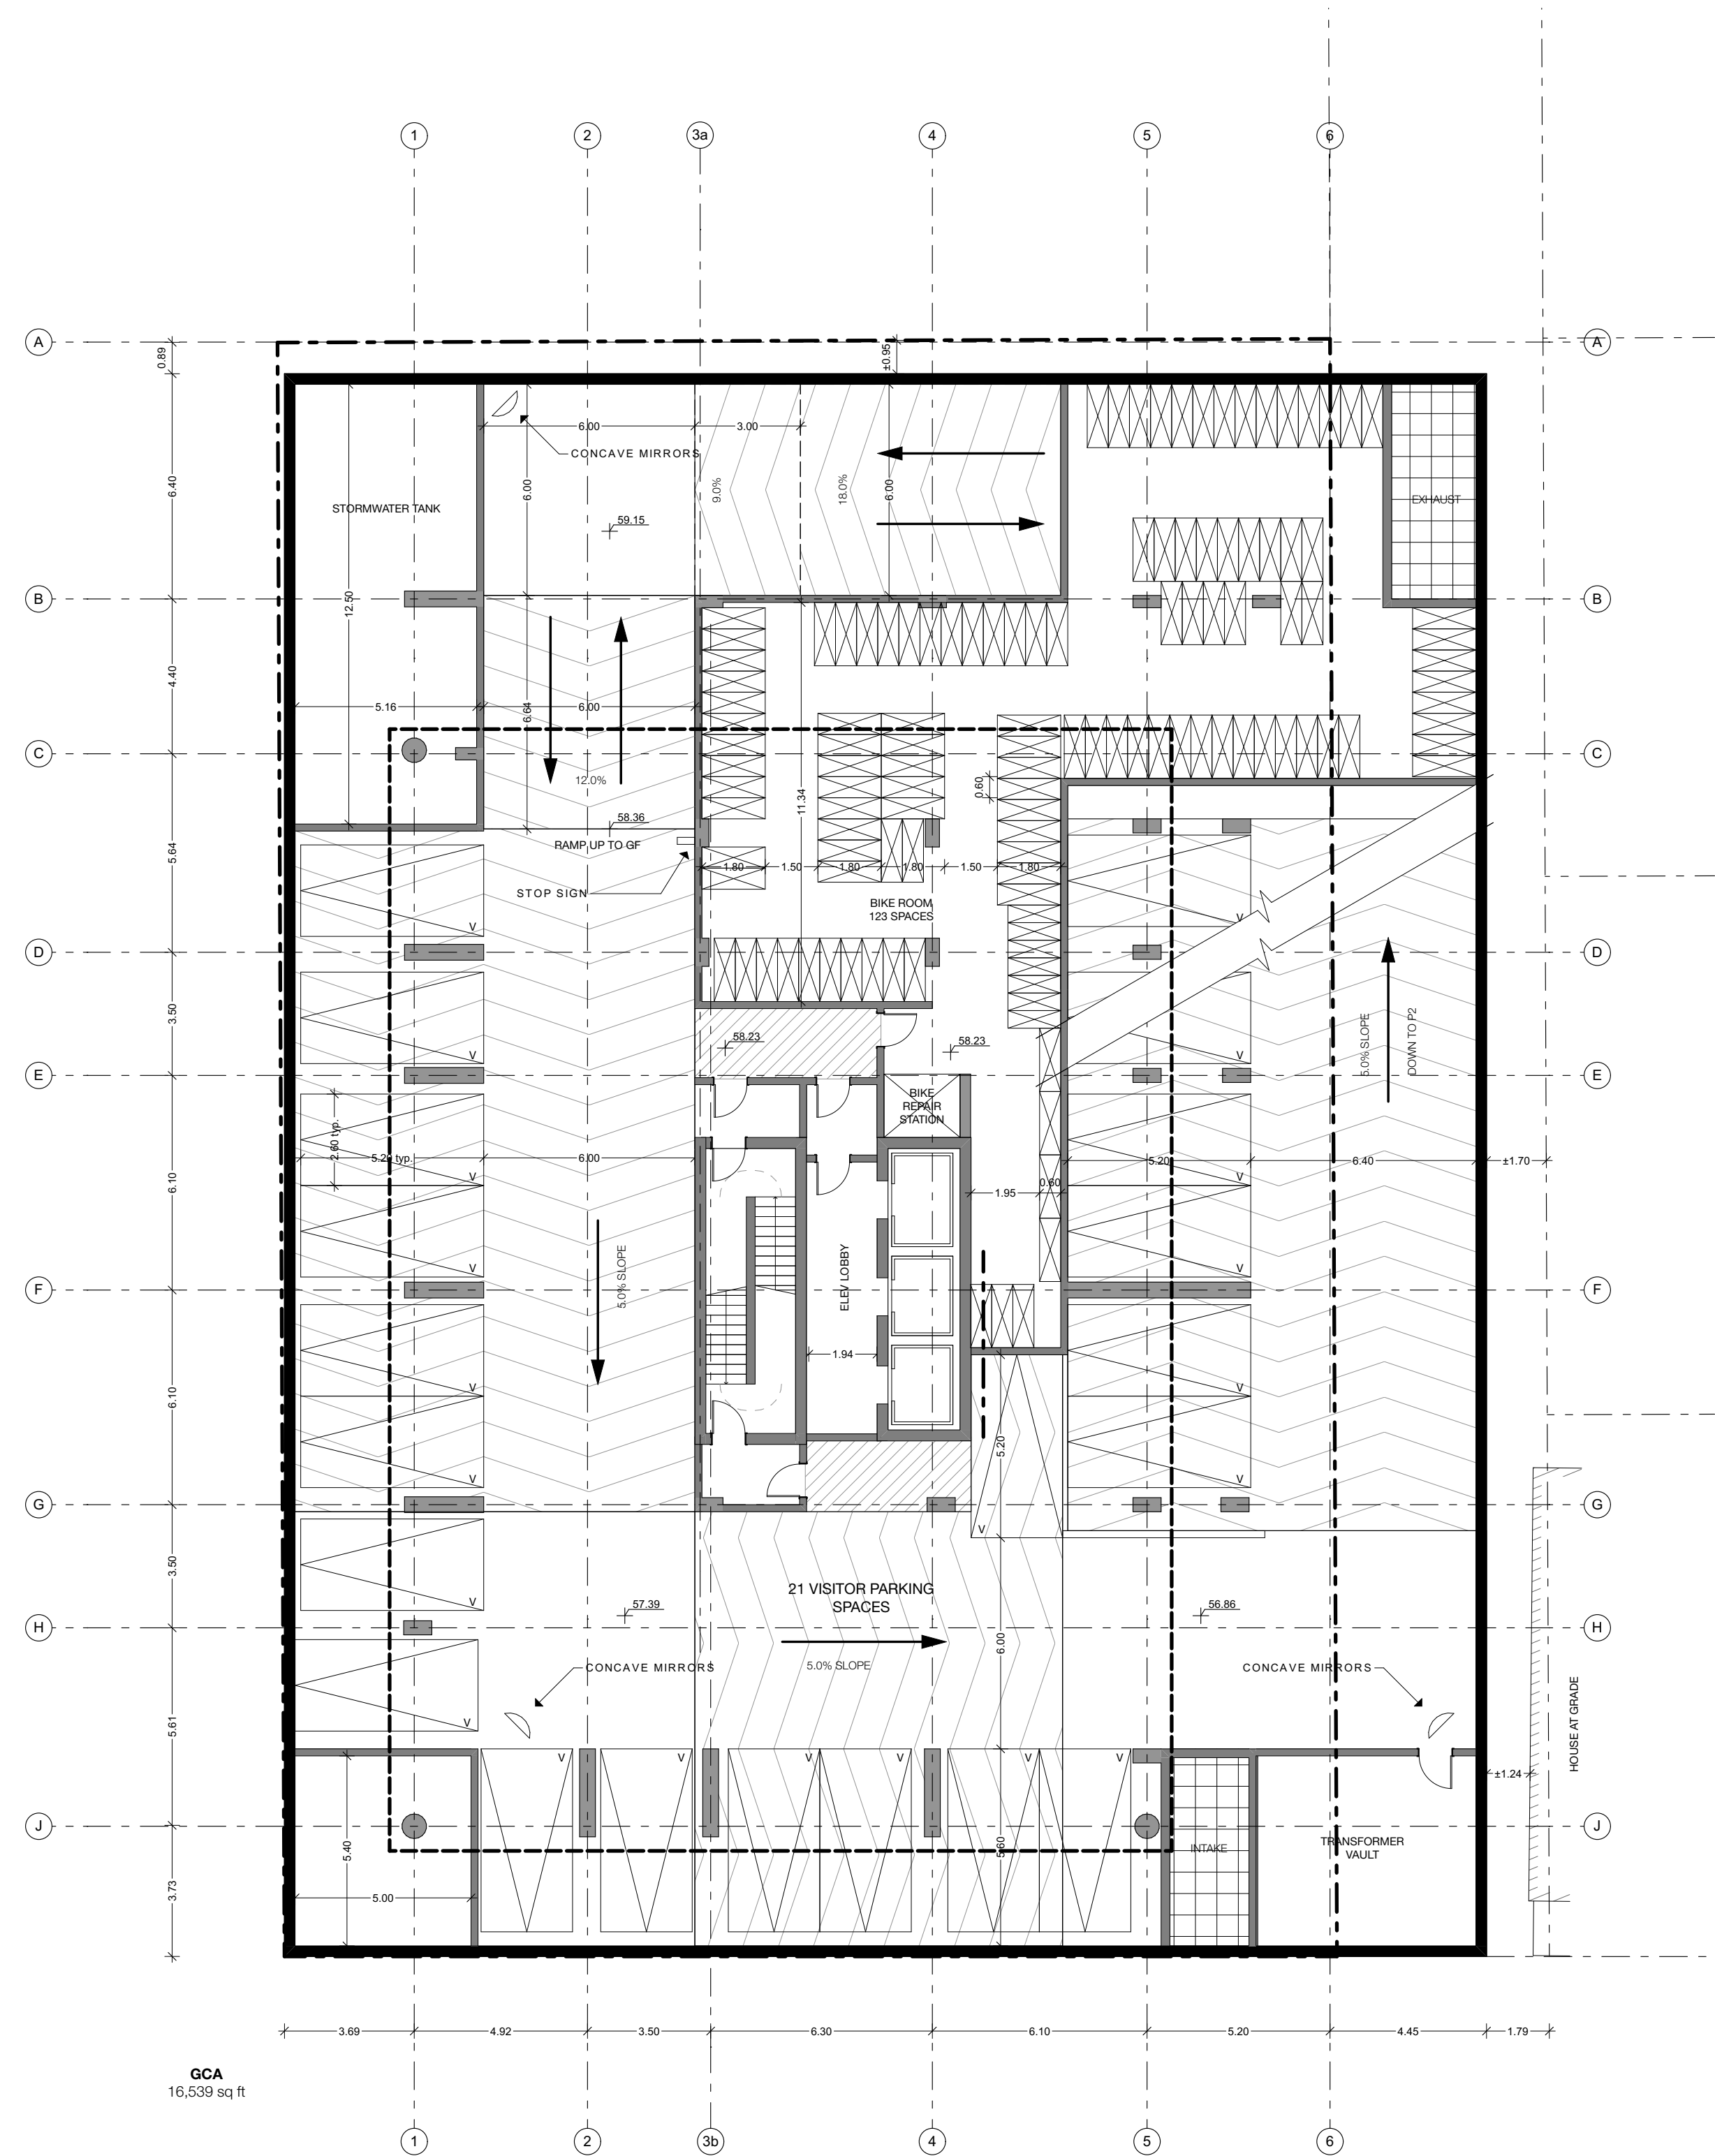 1
2
3a
4
5
6
A
A
0.89
±0.95
6.00
3.00
CONCAVE MIRRORS
6.40
9.0%
18.0%
6.00
6.00
EXHAUST
STORMWATER TANK
59.15
12.50
B
B
4.40
5.16
6.00
6.64
12.0%
C
C
0.60
11.34
58.36
RAMP UP TO GF
5.64
1.80
1.50
1.80
1.80
1.50
1.80
STOP SIGN
BIKE ROOM
123 SPACES
V
V
D
D
3.50
58.23
58.23
5.0% SLOPE
DOWN TO P2
V
V
E
E
BIKE
REPAIR
STATION
2.60 typ.
5.20 typ.
6.00
5.20
6.40
±1.70
6.10
V
V
1.95
0.60
ELEV LOBBY
5.0% SLOPE
V
V
F
F
1.94
6.10
V
V
5.20
V
V
G
G
V
3.50
21 VISITOR PARKING
SPACES
V
57.39
56.86
H
H
6.00
CONCAVE MIRRORS
5.0% SLOPE
CONCAVE MIRRORS
HOUSE AT GRADE
5.61
V
V
V
V
V
V
V
±1.24
J
J
5.40
5.60
INTAKE
TRANSFORMER
VAULT
3.73
5.00
3.69
4.92
3.50
6.30
6.10
5.20
4.45
1.79
GCA
16,539 sq ft
1
2
3b
4
5
6